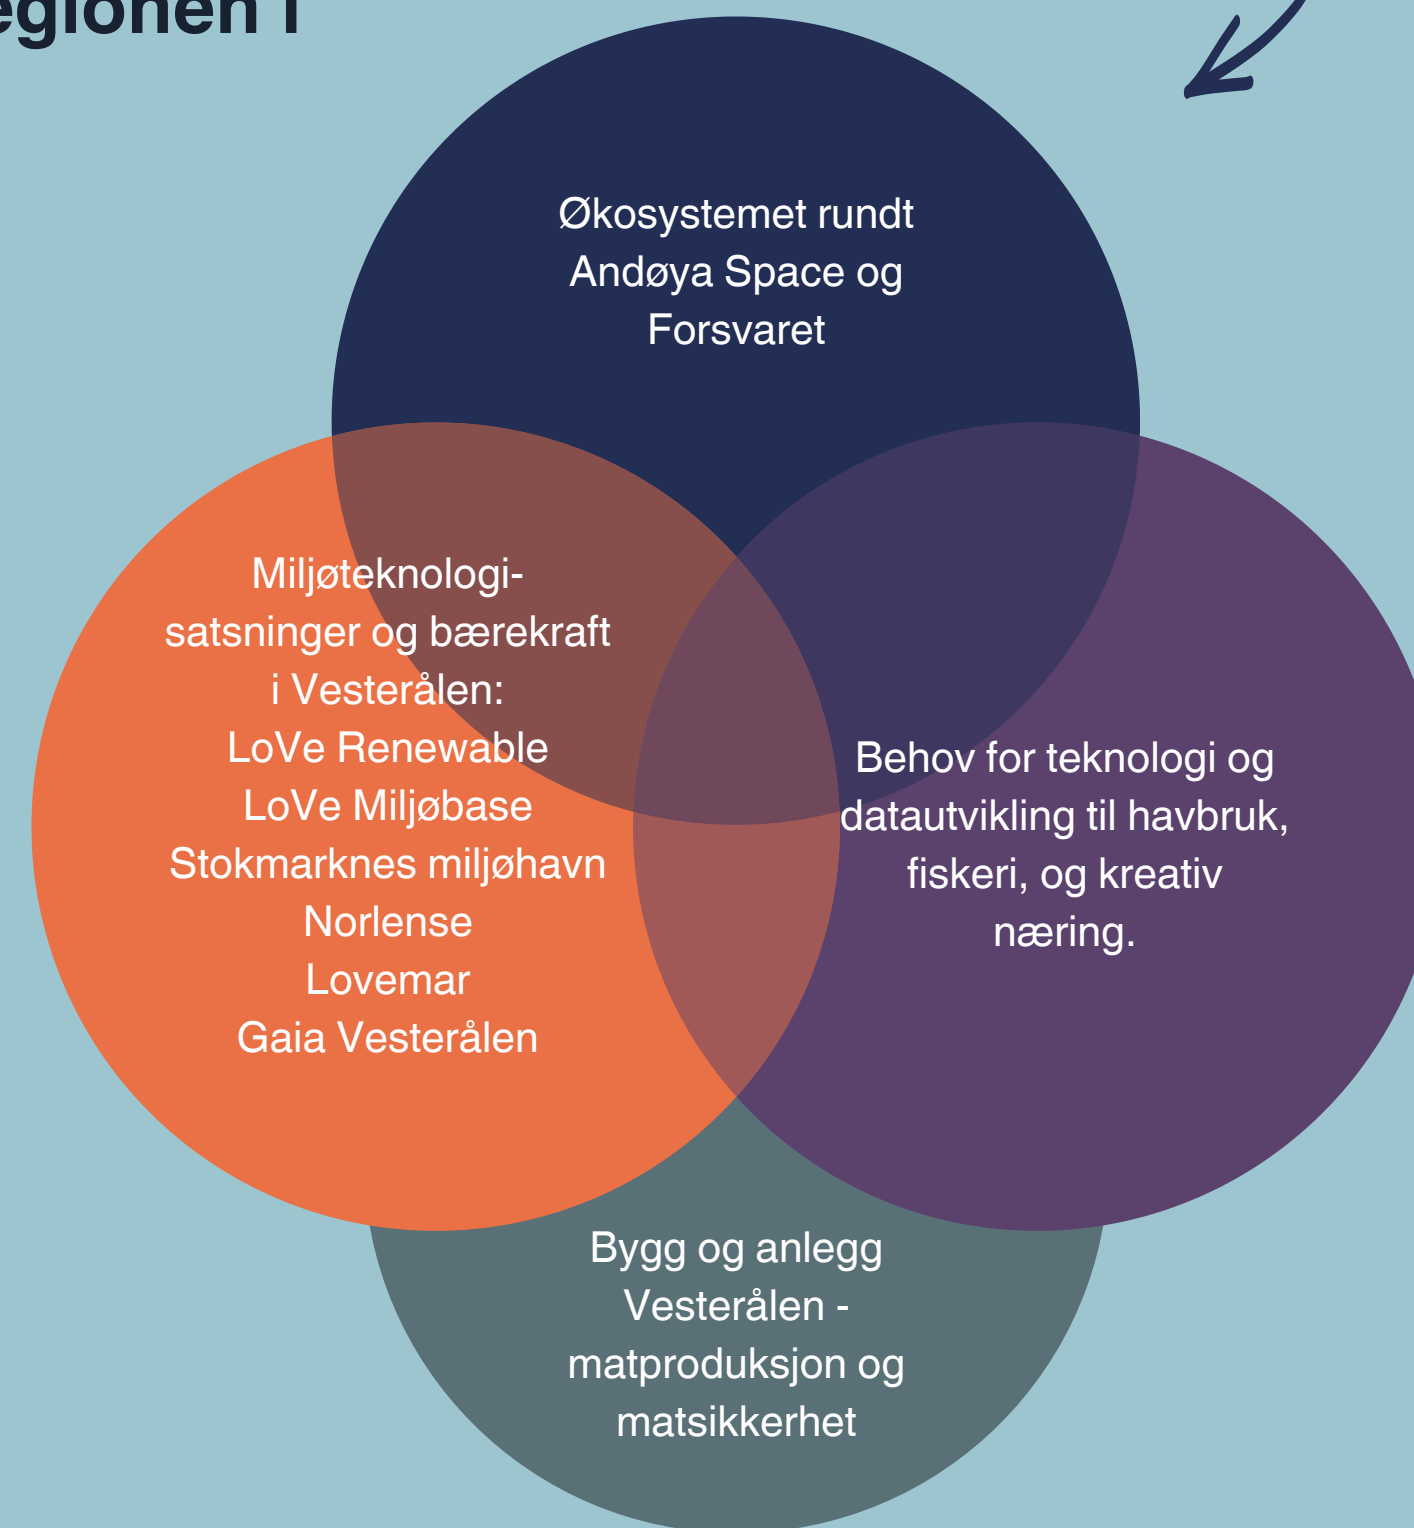 egionen i
Økosystemet rundt
Andøya Space og
Forsvaret
Miljøteknologi-
satsninger og bærekraft
i Vesterålen:
LoVe Renewable
LoVe Miljøbase
Stokmarknes miljøhavn
Norlense
Lovemar
Gaia Vesterålen
Behov for teknologi og
datautvikling til havbruk,
fiskeri, og kreativ
næring.
Bygg og anlegg
Vesterålen -
matproduksjon og
matsikkerhet